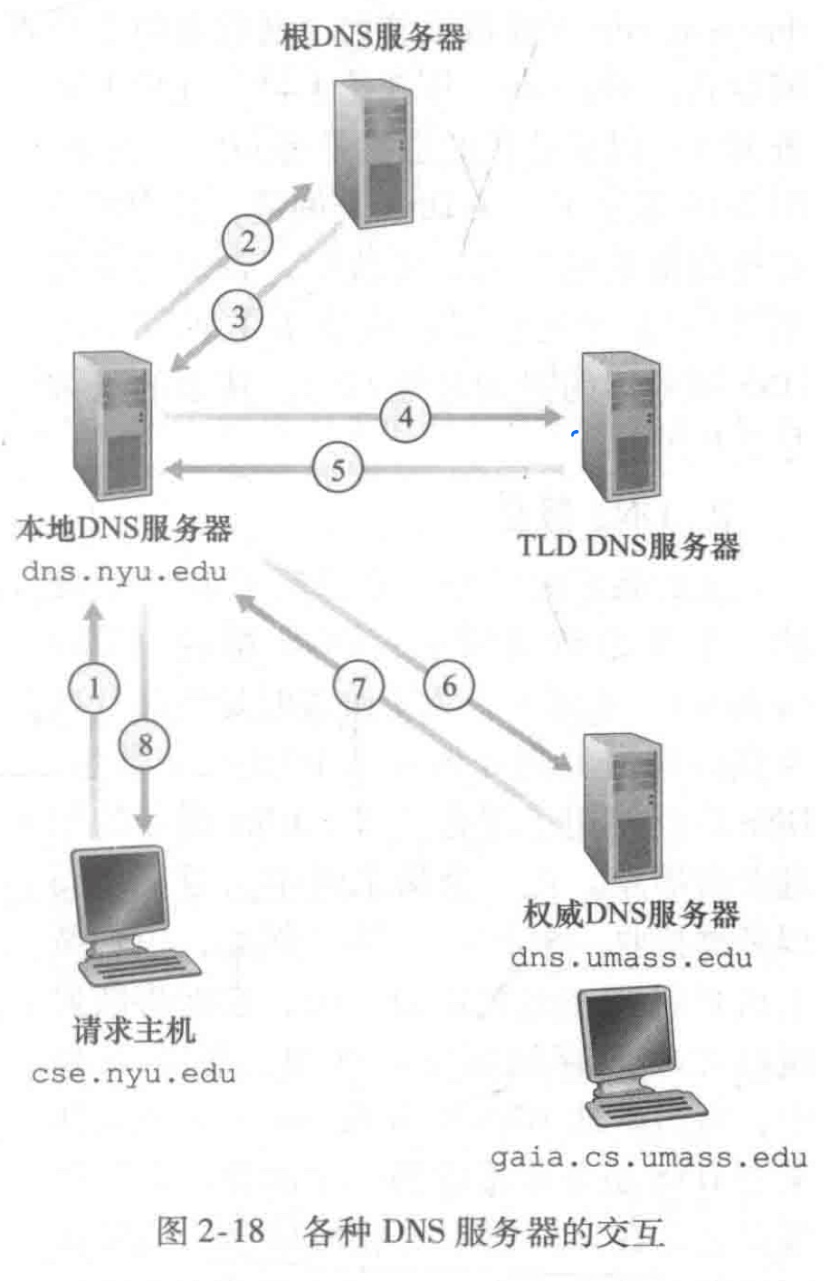 根DNS服务器
2
3
4
5
本地DNS服务器
dns.nyu.edu
TLD DNS服务器
1
8
7
6
权威DNS服务器
dns.umass.edu
请求主机
cse.nyu.edu
gaia.cs.umass.edu
图 2-18 各种 DNS 服务器的交互